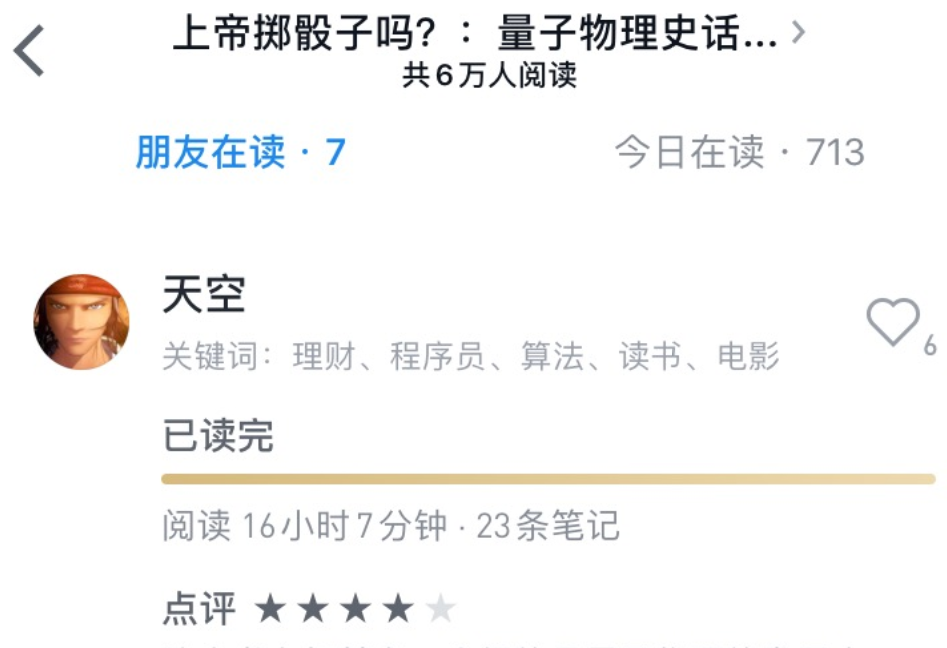 上帝掷骰子吗？：量子物理史话...
共6万人阅读
朋友在读 · 7
今日在读 · 713
天空
6
关键词：理财、程序员、算法、读书、电影
已读完
阅读 16小时7分钟 · 23条笔记
点评 ★★★★★